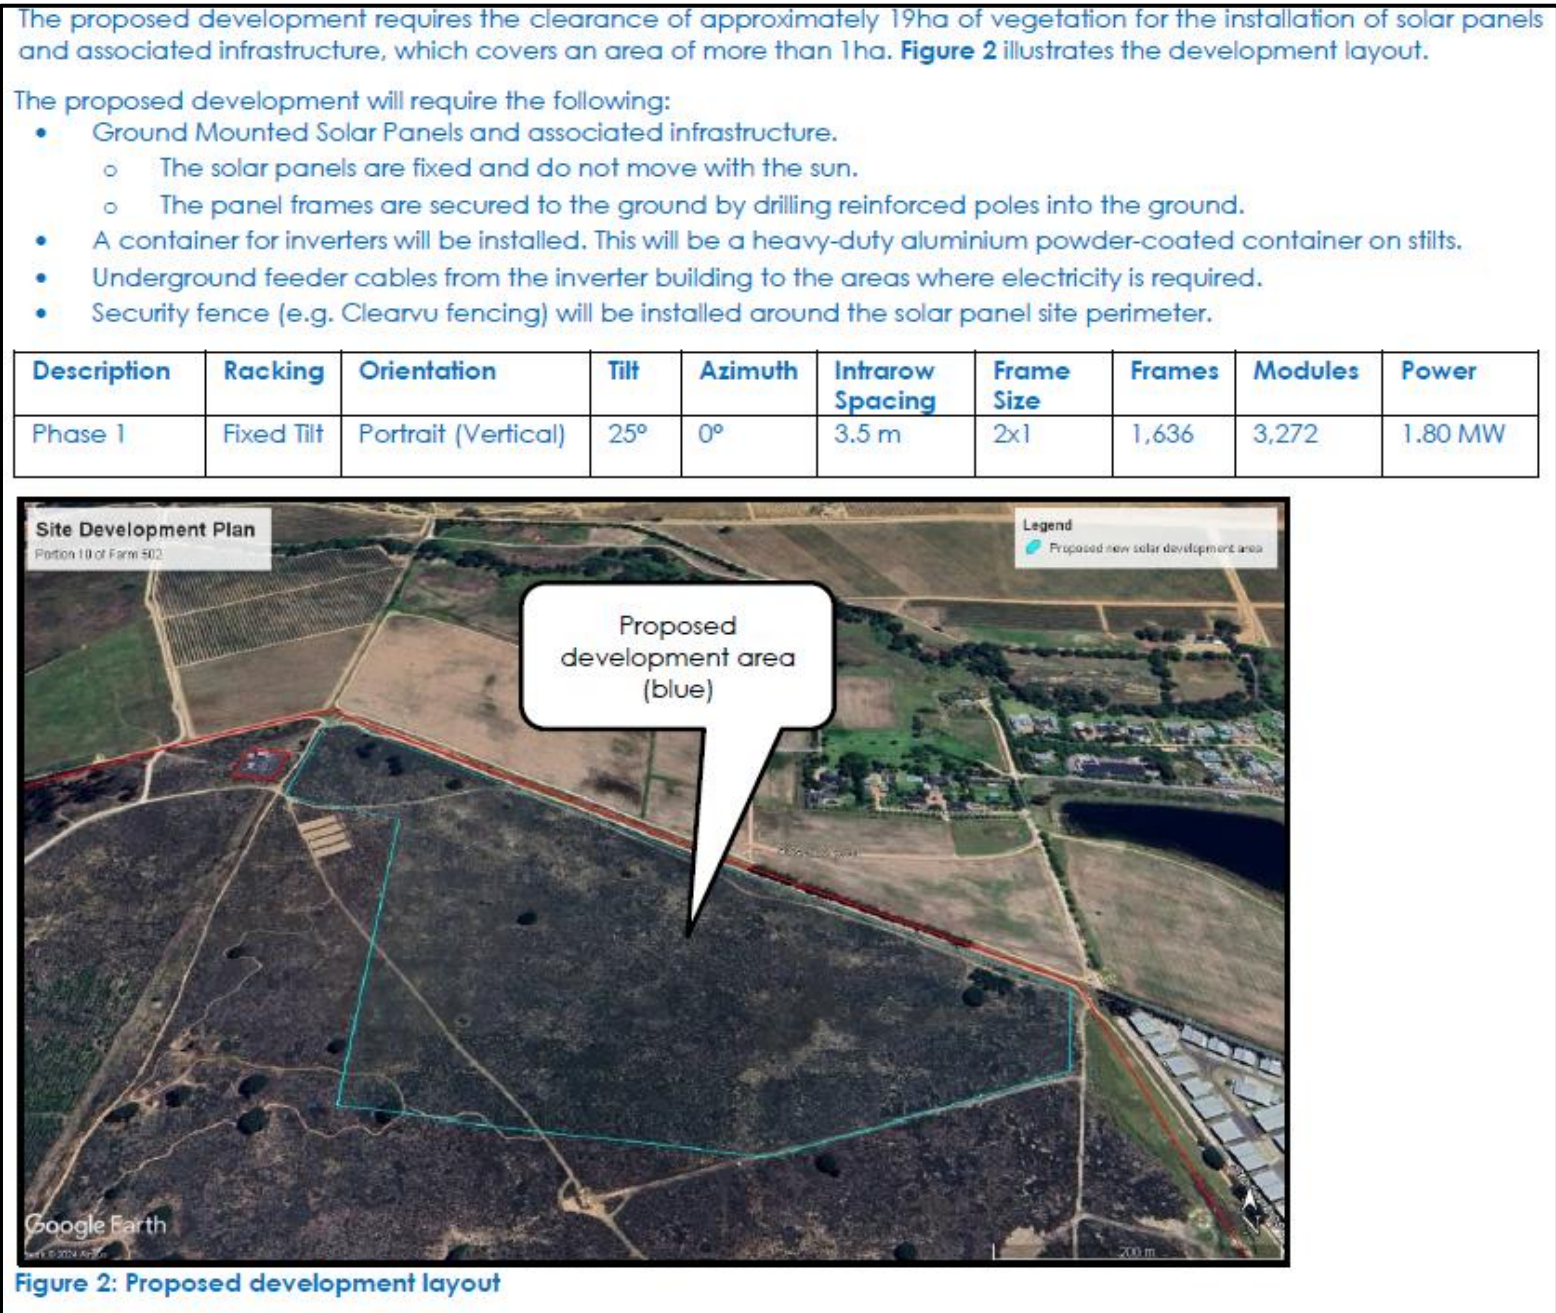 The proposed development requires the clearance of approximately 19ha of vegetation for the installation of solar panels
and associated infrastructure, which covers an area of more than 1ha. Figure 2 illustrates the development layout.
The proposed development will require the following:
• Ground Mounted Solar Panels and associated infrastructure.
o The solar panels are fixed and do not move with the sun.
o The panel frames are secured to the ground by drilling reinforced poles into the ground.
• A container for inverters will be installed. This will be a heavy-duty aluminium powder-coated container on stilts.
• Underground feeder cables from the inverter building to the areas where electricity is required.
• Security fence (e.g. Clearvu fencing) will be installed around the solar panel site perimeter.
Description Racking Orientation Tilt Azimuth Intrarow Spacing Frame Size Frames Modules Power
Phase 1 Fixed Tilt Portrait (Vertical) 25° 0° 3.5 m 2x1 1,636 3,272 1.80 MW
Site Development Plan
Portion 10 of Farm 502
Legend
Proposed new solar development area
Proposed
development area
(blue)
Google Earth
200 m
Figure 2: Proposed development layout